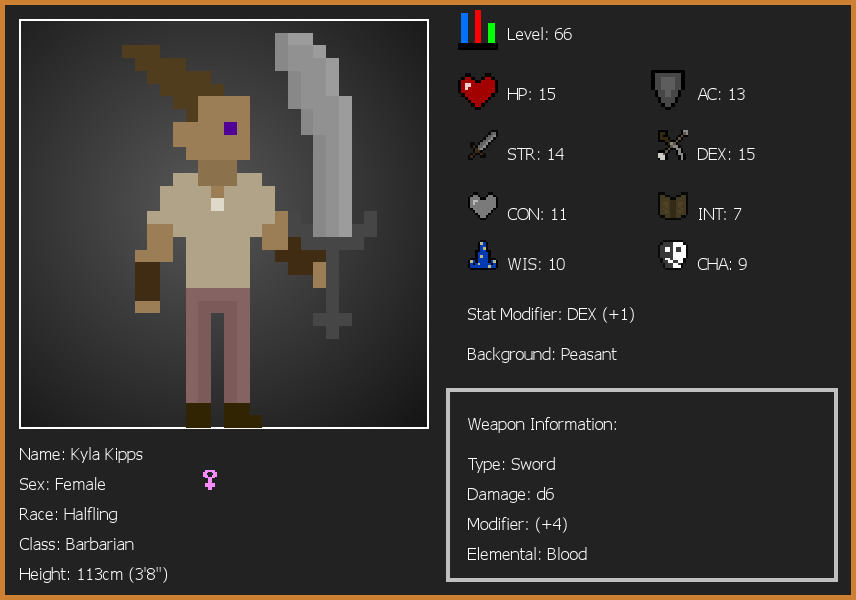 Level: 66
HP: 15
AC: 13
STR: 14
DEX: 15
CON: 11
INT: 7
WIS: 10
CHA: 9
Stat Modifier: DEX (+1)
Background: Peasant
Weapon Information:
Type: Sword
Damage: d6
Modifier: (+4)
Elemental: Blood
Name: Kyla Kipps
Sex: Female
Race: Halfling
Class: Barbarian
Height: 113cm (3'8")